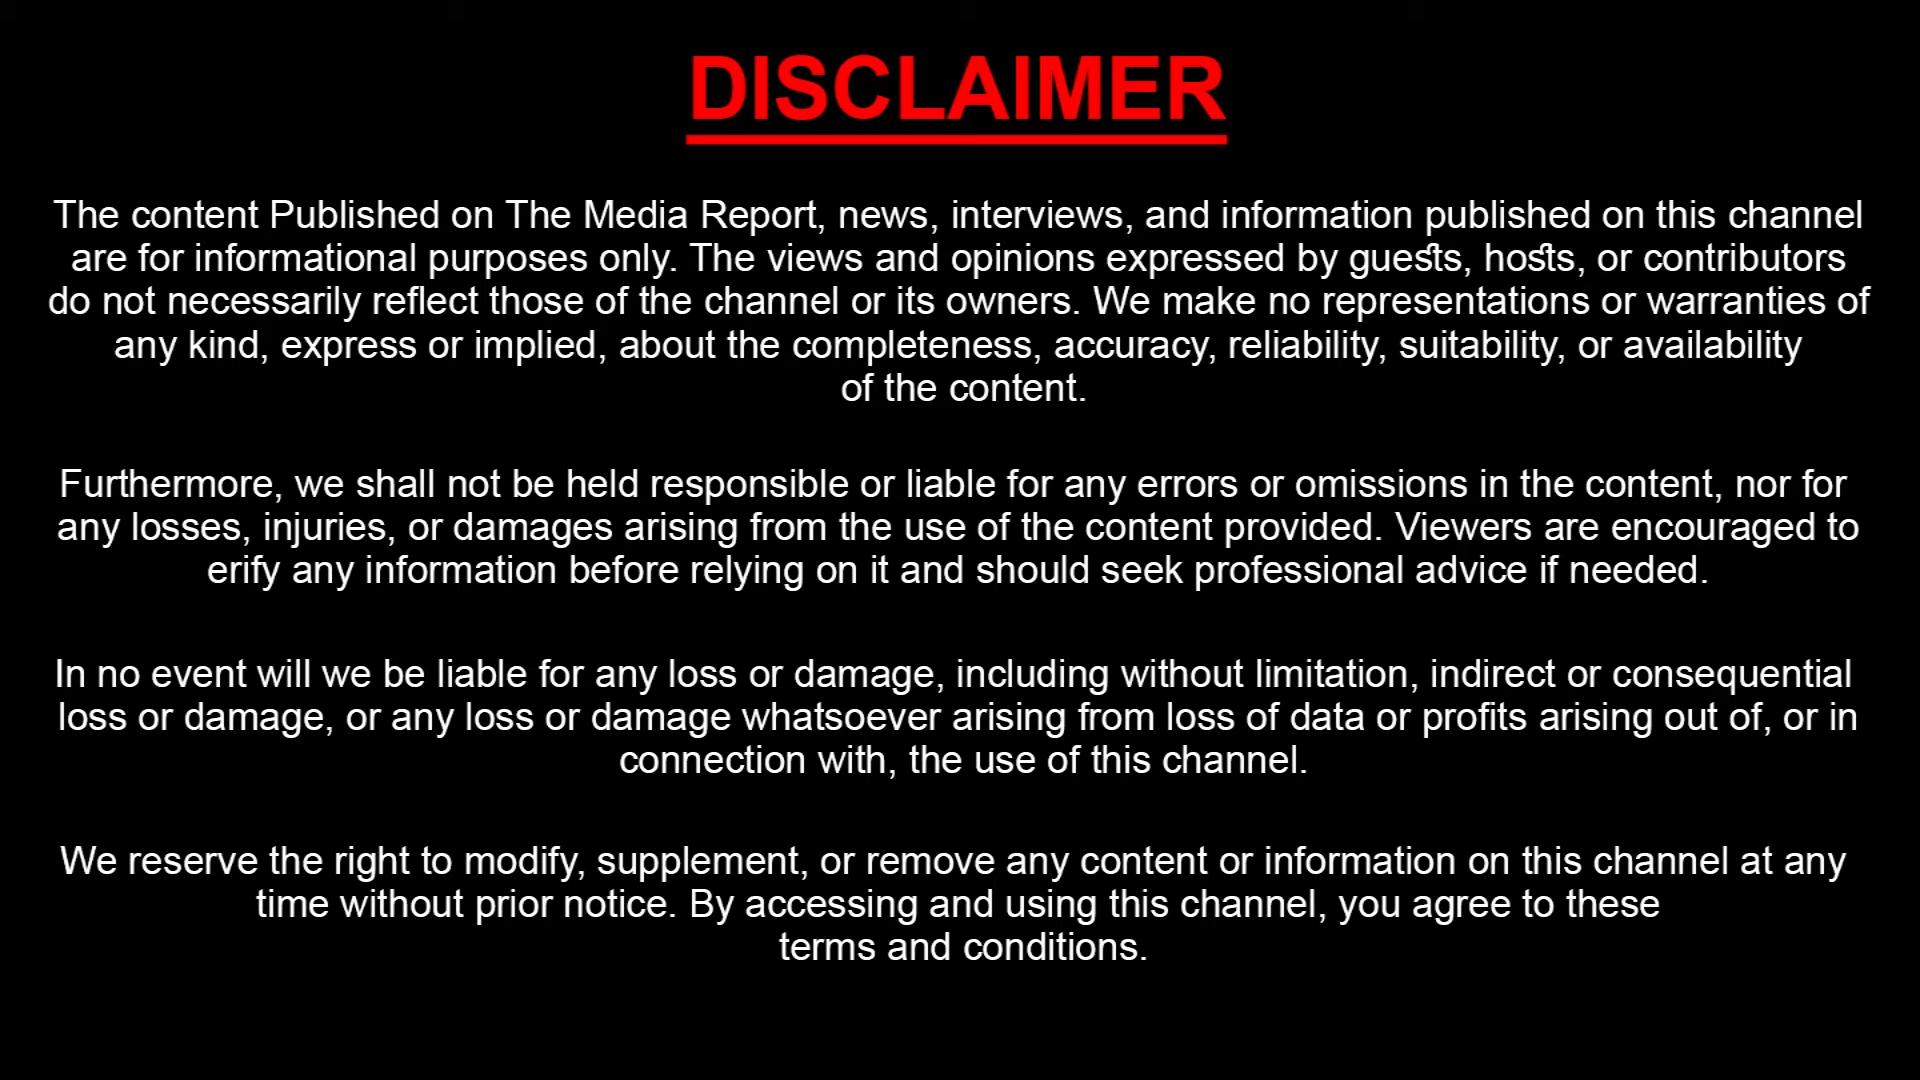 DISCLAIMER
The content Published on The Media Report, news, interviews, and information published on this channel
are for informational purposes only. The views and opinions expressed by guests, hosts, or contributors
do not necessarily reflect those of the channel or its owners. We make no representations or warranties of
any kind, express or implied, about the completeness, accuracy, reliability, suitability, or availability
of the content.
Furthermore, we shall not be held responsible or liable for any errors or omissions in the content, nor for
any losses, injuries, or damages arising from the use of the content provided. Viewers are encouraged to
erify any information before relying on it and should seek professional advice if needed.
In no event will we be liable for any loss or damage, including without limitation, indirect or consequential
loss or damage, or any loss or damage whatsoever arising from loss of data or profits arising out of, or in
connection with, the use of this channel.
We reserve the right to modify, supplement, or remove any content or information on this channel at any
time without prior notice. By accessing and using this channel, you agree to these
terms and conditions.